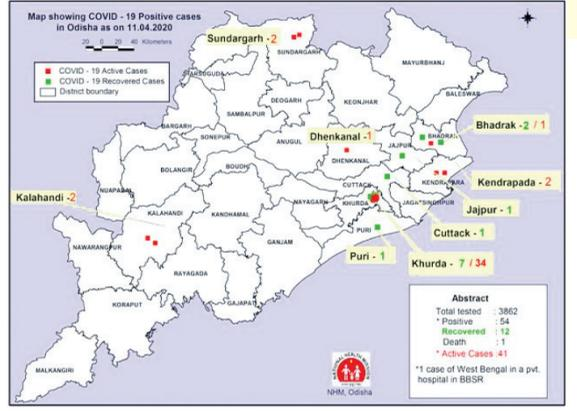 Map showing COVID - 19 Positive cases
in Odisha as on 11.04.2020
20 0 20 40 Kilometers
COVID - 19 Active Cases
COVID - 19 Recovered Cases
District boundary
Sundargarh - 2
SUNDARGARH
JHARSUGUDA
MAYURBHANJ
BALESWAR
DEOGARH
KEONJHAR
SAMBALPUR
BARGARH
SONEPUR
ANUGUL
Dhenkanal - 1
DHENKANAL
JAJPUR
BHADRAK
Bhadrak - 2 / 1
BOLANGIR
BOUDH
CUTTACK
KENDRAPARA
Kendrapada - 2
NUAPADA
Kalahandi - 2
KALAHANDI
KANDHAMAL
NAYAGARH
KHURDA
JAGATSINGHPUR
Jajpur - 1
Cuttack - 1
PURI
NAWARANGPUR
GANJAM
Puri - 1
Khurda - 7 / 34
RAYAGADA
KORAPUT
GAJAPATI
MALKANGIRI
NATIONAL HEALTH MISSION
NHM, Odisha
Abstract
Total tested : 3862
* Positive : 54
Recovered : 12
Death : 1
* Active Cases :41
*1 case of West Bengal in a pvt.
hospital in BBSR